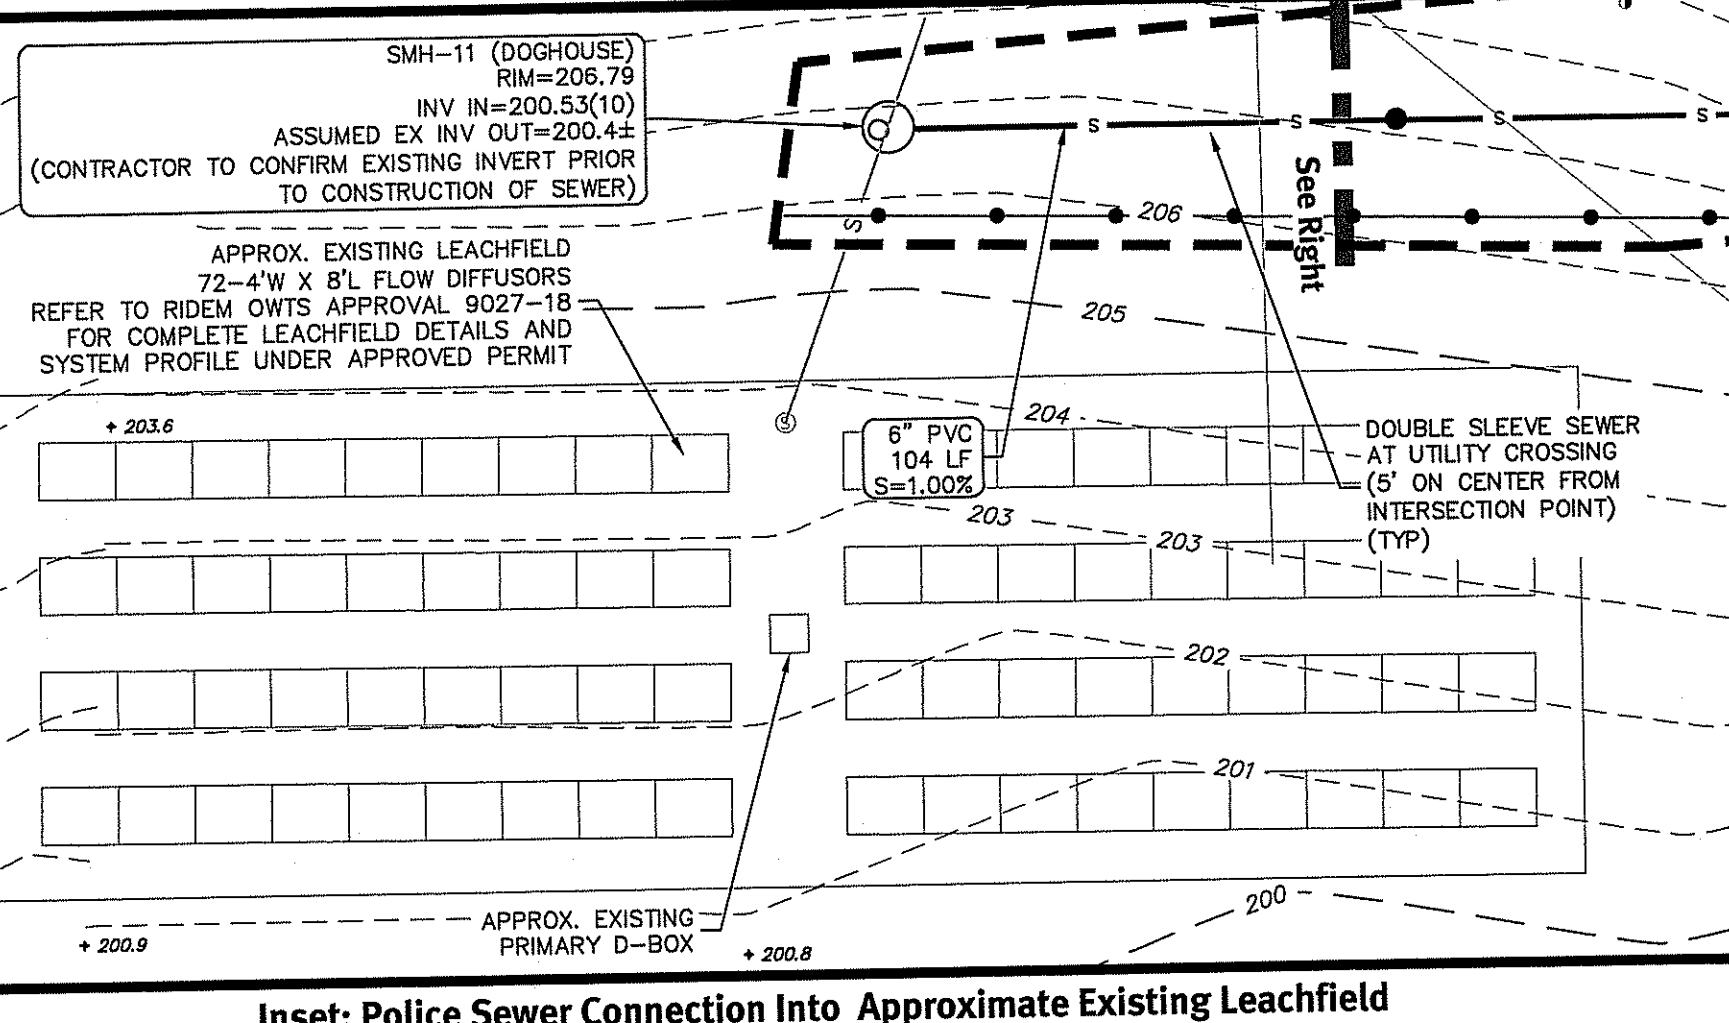 SMH-11 (DOGHOUSE)
RIM=206.79
INV IN=200.53(10)
ASSUMED EX INV OUT=200.4±
(CONTRACTOR TO CONFIRM EXISTING INVERT PRIOR
TO CONSTRUCTION OF SEWER)
S
S
S
S
S
206
See Right
APPROX. EXISTING LEACHFIELD
72-4'W X 8'L FLOW DIFFUSORS
REFER TO RIDEM OWTS APPROVAL 9027-18
FOR COMPLETE LEACHFIELD DETAILS AND
SYSTEM PROFILE UNDER APPROVED PERMIT
205
+ 203.6
S
204
6" PVC
104 LF
S=1.00%
DOUBLE SLEEVE SEWER
AT UTILITY CROSSING
(5' ON CENTER FROM
INTERSECTION POINT)
(TYP)
203
203
202
201
200
APPROX. EXISTING
PRIMARY D-BOX
+ 200.9
+ 200.8
Inset: Police Sewer Connection Into Approximate Existing Leachfield